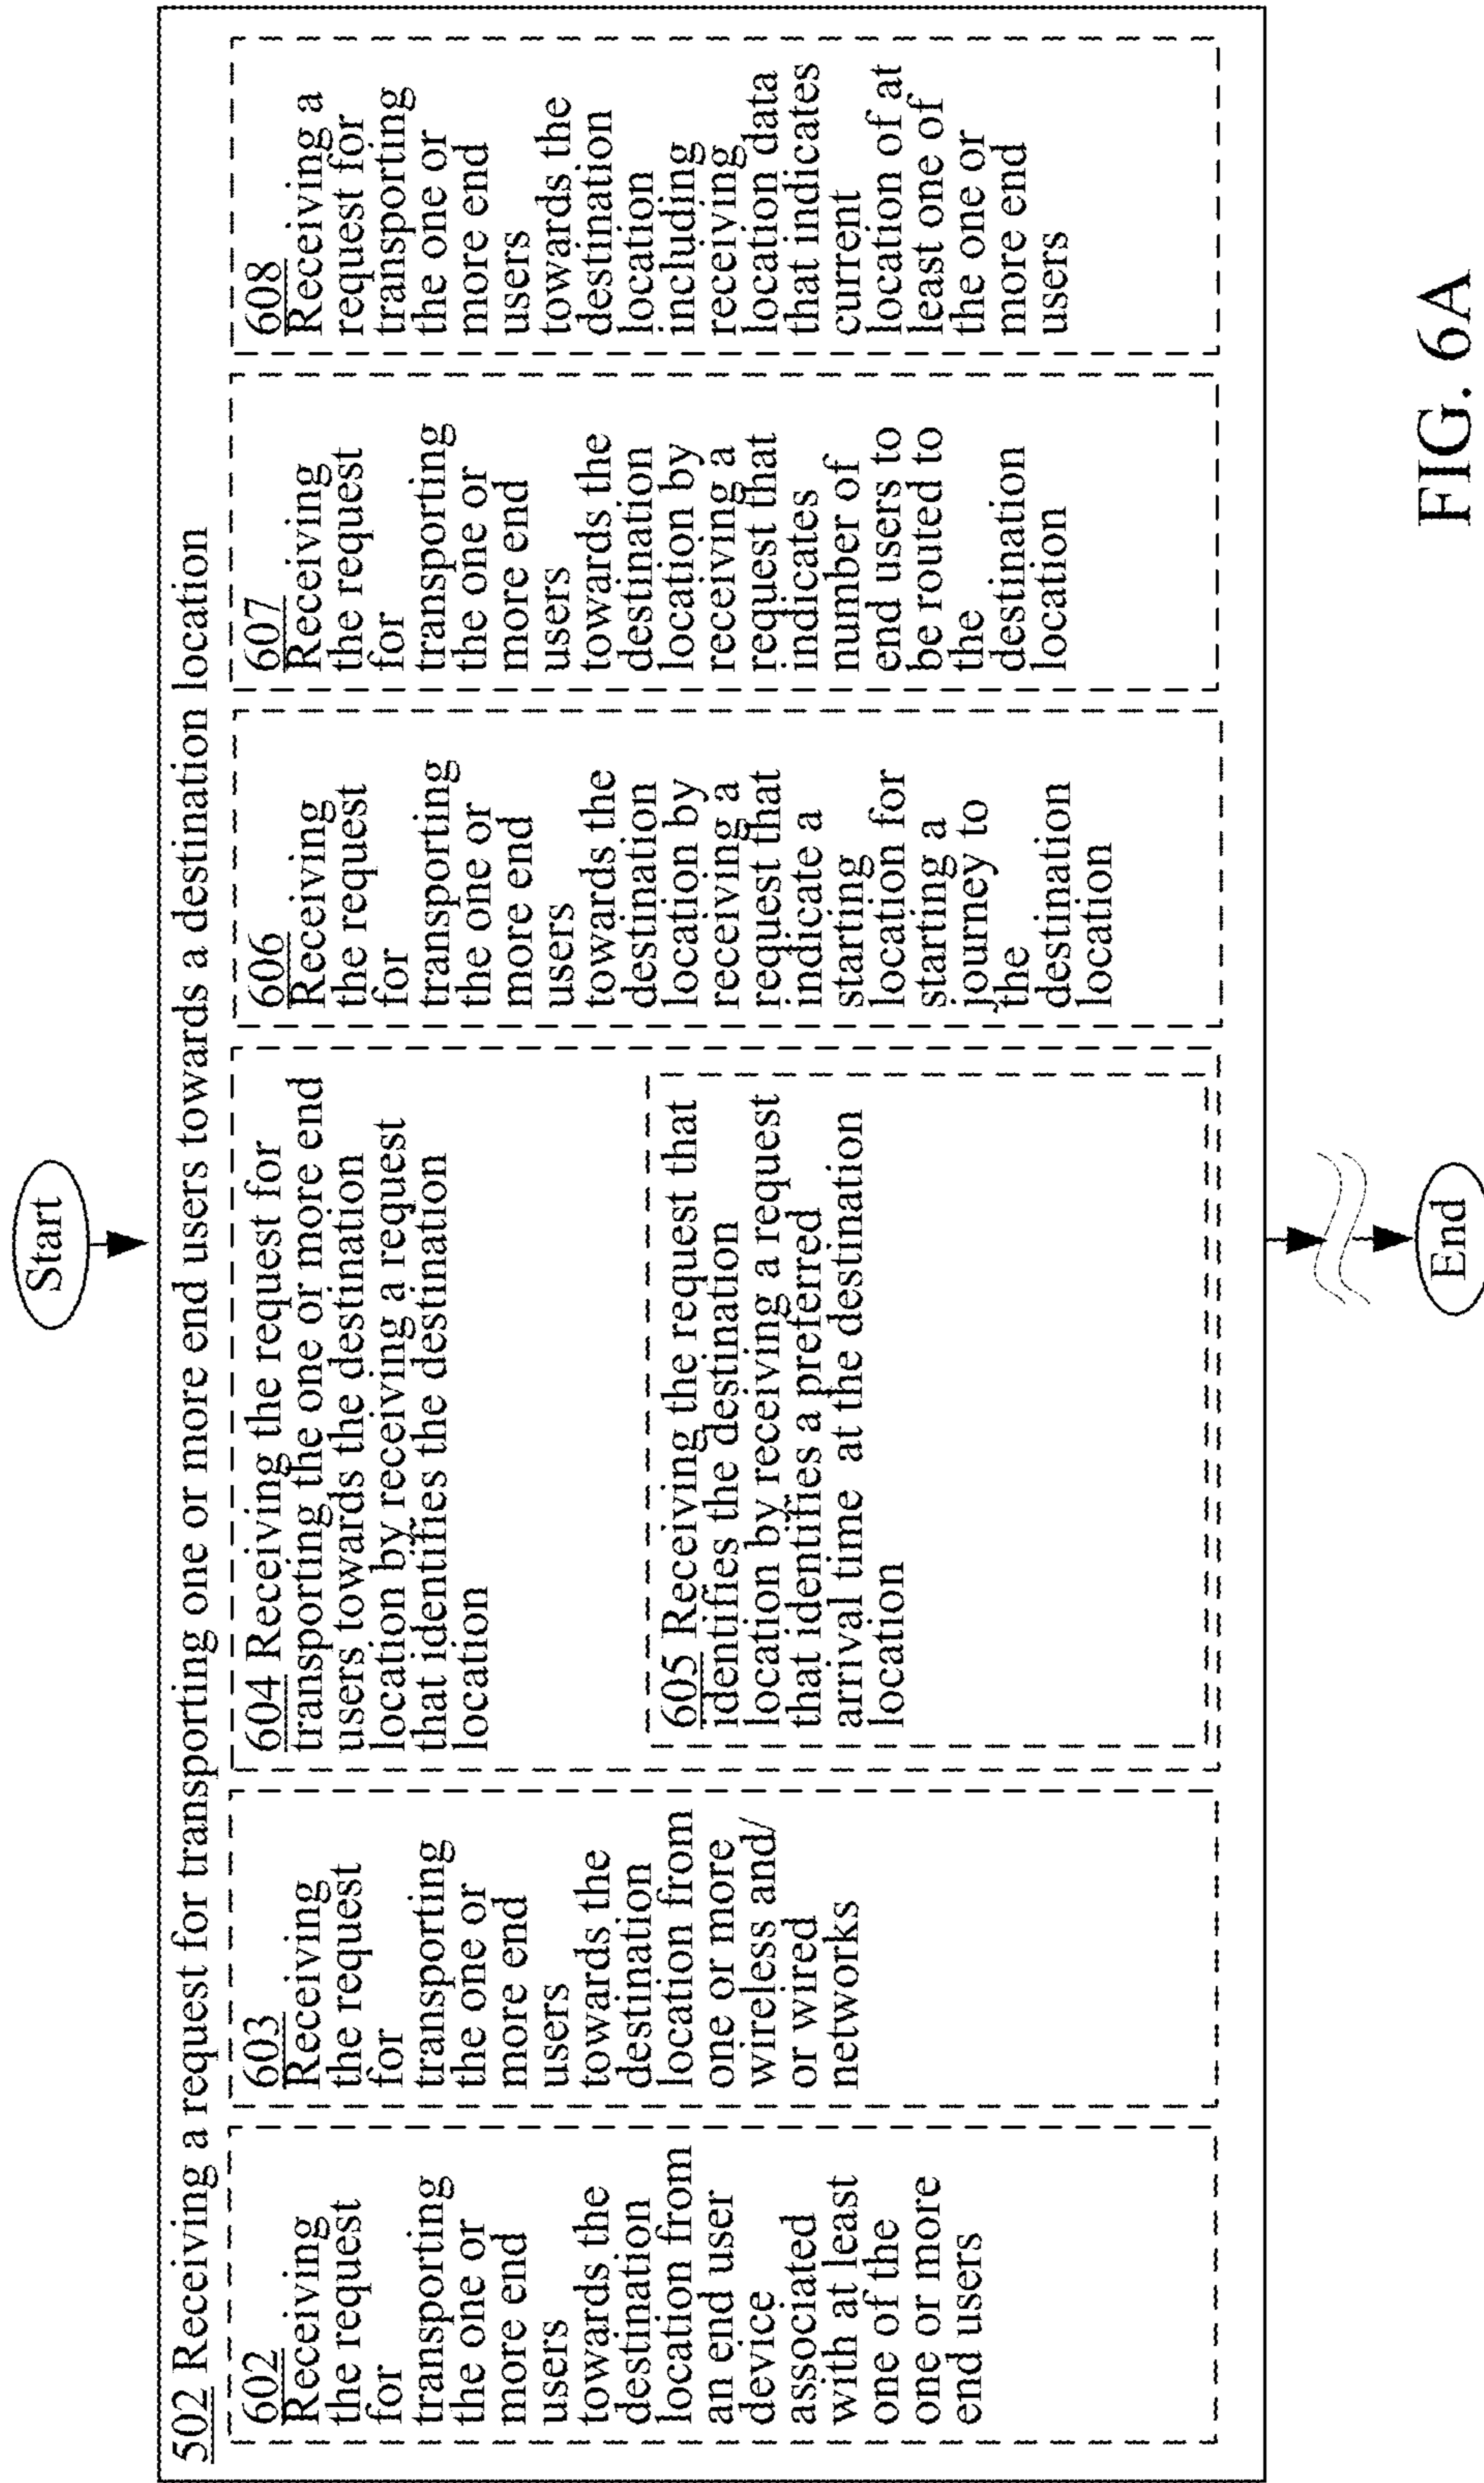 Start
502 Receiving a request for transporting one or more end users towards a destination location
602
Receiving
the request
for
transporting
the one or
more end
users
towards the
destination
location from
an end user
device
associated
with at least
one of the
one or more
end users
603
Receiving
the request
for
transporting
the one or
more end
users
towards the
destination
location from
one or more
wireless and/
or wired
networks
604 Receiving the request for
transporting the one or more end
users towards the destination
location by receiving a request
that identifies the destination
location
605 Receiving the request that
identifies the destination
location by receiving a request
that identifies a preferred
arrival time at the destination
location
606
Receiving
the request
for
transporting
the one or
more end
users
towards the
destination
location by
receiving a
request that
indicate a
starting
location for
starting a
journey to
the
destination
location
607
Receiving
the request
for
transporting
the one or
more end
users
towards the
destination
location by
receiving a
request that
indicates
number of
end users to
be routed to
the
destination
location
608
Receiving a
request for
transporting
the one or
more end
users
towards the
destination
location
including
receiving
location data
that indicates
current
location of at
least one of
the one or
more end
users
End
FIG. 6A